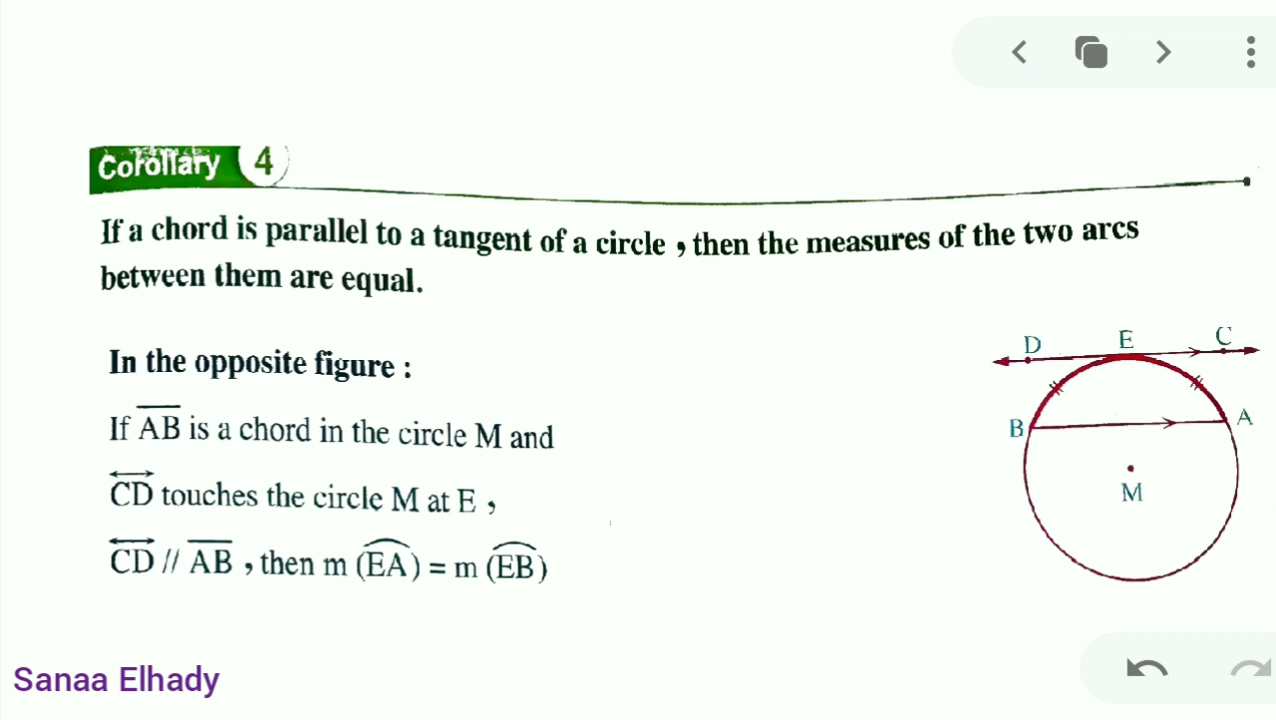 Corollary 4
If a chord is parallel to a tangent of a circle , then the measures of the two arcs
between them are equal.
In the opposite figure :
If AB is a chord in the circle M and
CD touches the circle M at E ,
CD // AB , then m (EA) = m (EB)
D E C
B A
M
Sanaa Elhady